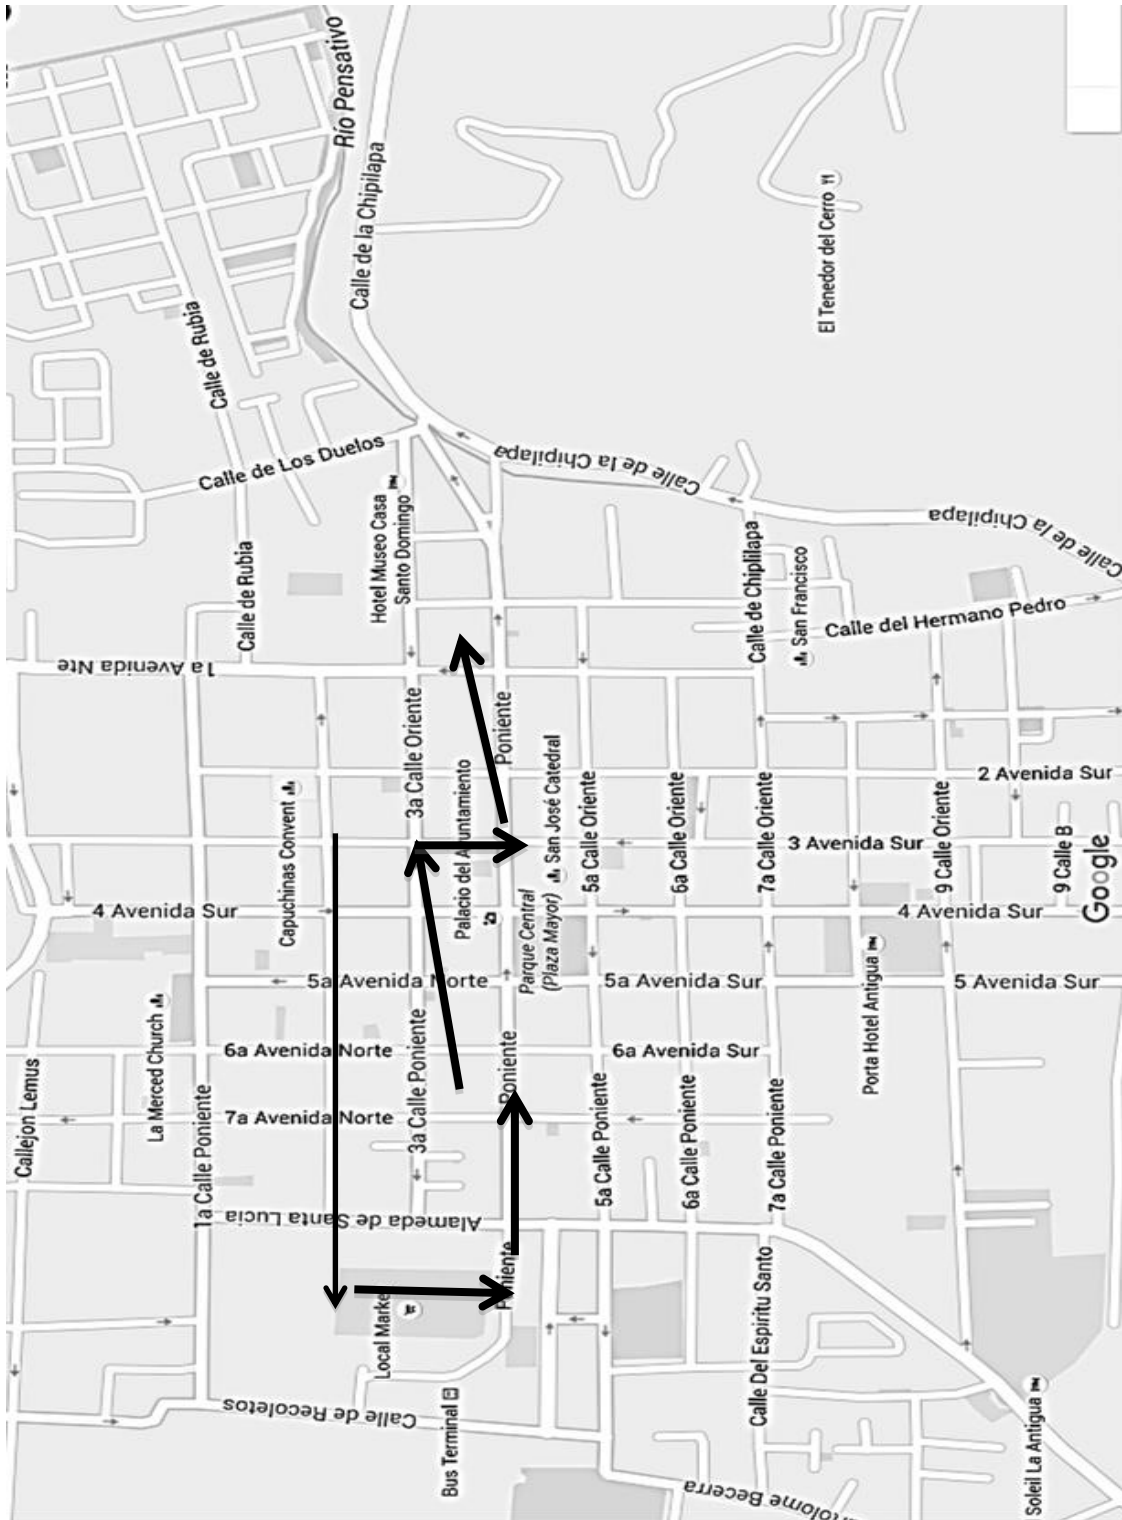 Río Pensativo
Calle de la Chipilapa
El Tenedor del Cerro
Calle de Rubia
Calle de Los Duelos
Calle de la Chipilapa
Calle de la Chipilapa
Hotel Museo Casa
Santo Domingo
Calle de Rubia
Calle de Chiplilapa
San Francisco
Calle del Hermano Pedro
1a Avenida Nte
3a Calle Oriente
Poniente
2 Avenida Sur
Capuchinas Convent
Palacio del Ayuntamiento
San José Catedral
5a Calle Oriente
6a Calle Oriente
7a Calle Oriente
3 Avenida Sur
9 Calle Oriente
9 Calle B
Google
4 Avenida Sur
4 Avenida Sur
Parque Central
(Plaza Mayor)
Porta Hotel Antigua
5a Avenida Norte
5a Avenida Sur
5 Avenida Sur
La Merced Church
6a Avenida Norte
6a Avenida Sur
3a Calle Poniente
Poniente
Callejon Lemus
1a Calle Poniente
7a Avenida Norte
5a Calle Poniente
6a Calle Poniente
7a Calle Poniente
Alameda de Santa Lucia
Poniente
Local Marke
Calle Del Espíritu Santo
Calle de Recoletos
Bus Terminal
Soleil La Antigua
rtolome Becerra